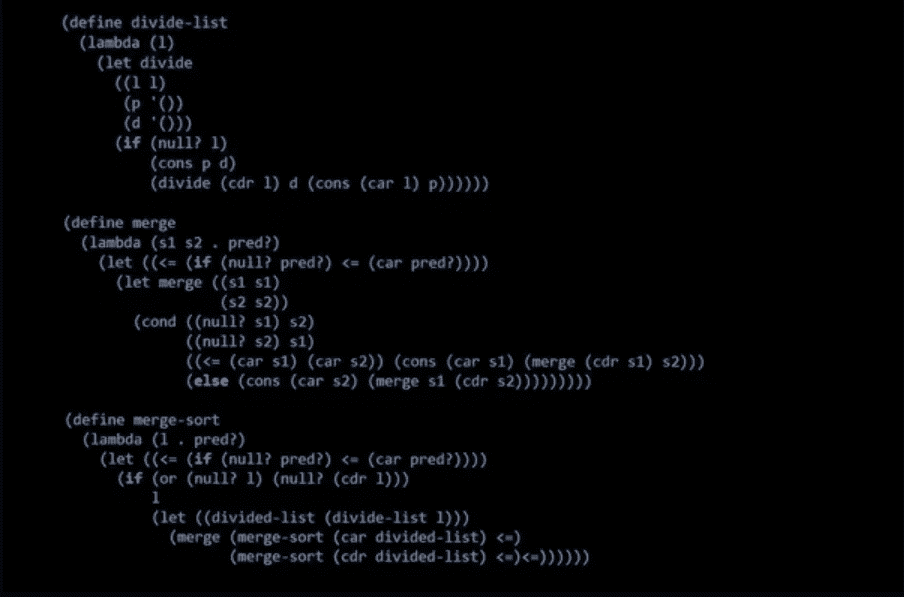 (define divide-list
  (lambda (l)
    (let divide
      ((l l)
       (p '())
       (d '()))
      (if (null? l)
          (cons p d)
          (divide (cdr l) d (cons (car l) p))))))
(define merge
  (lambda (s1 s2 . pred?)
    (let ((<= (if (null? pred?) <= (car pred?))))
      (let merge ((s1 s1)
                  (s2 s2))
        (cond ((null? s1) s2)
              ((null? s2) s1)
              ((<= (car s1) (car s2)) (cons (car s1) (merge (cdr s1) s2)))
              (else (cons (car s2) (merge s1 (cdr s2)))))))))
(define merge-sort
  (lambda (l . pred?)
    (let ((<= (if (null? pred?) <= (car pred?))))
      (if (or (null? l) (null? (cdr l)))
          l
          (let ((divided-list (divide-list l)))
            (merge (merge-sort (car divided-list) <=)
                   (merge-sort (cdr divided-list) <=)<=))))))